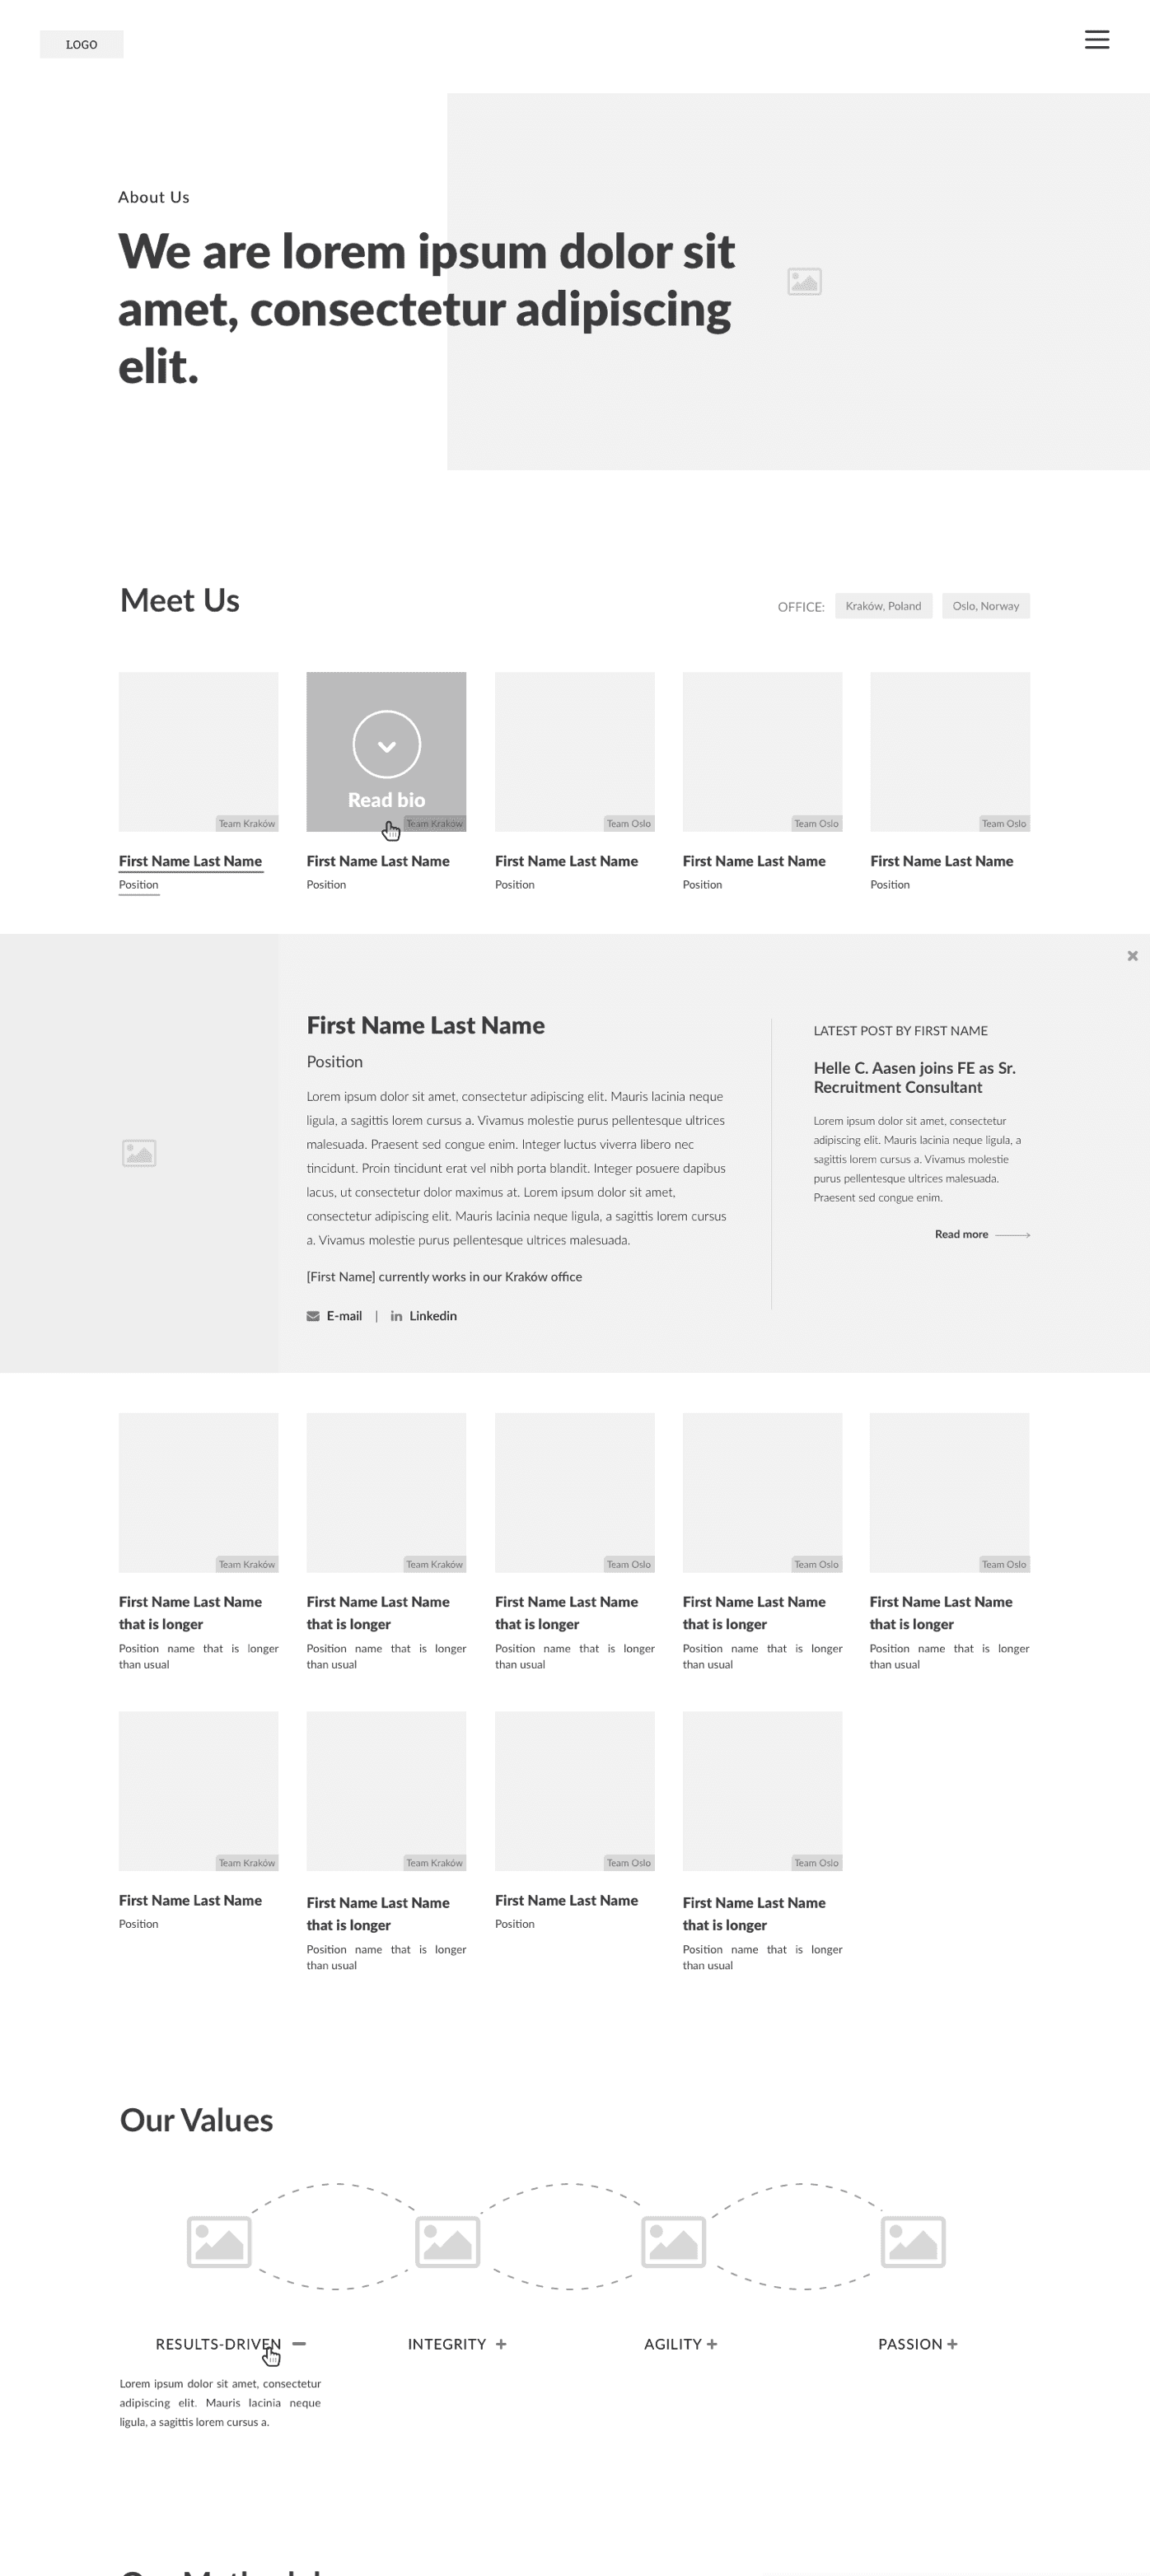 LOGO
About Us
We are lorem ipsum dolor sit
amet, consectetur adipiscing
elit.
Meet Us
OFFICE:
Kraków, Poland
Oslo, Norway
Team Kraków
Read bio
Team Kraków
Team Oslo
Team Oslo
Team Oslo
First Name Last Name
Position
First Name Last Name
Position
First Name Last Name
Position
First Name Last Name
Position
First Name Last Name
Position
First Name Last Name
Position
Lorem ipsum dolor sit amet, consectetur adipiscing elit. Mauris lacinia neque
ligula, a sagittis lorem cursus a. Vivamus molestie purus pellentesque ultrices
malesuada. Praesent sed congue enim. Integer luctus viverra libero nec
tincidunt. Proin tincidunt erat vel nibh porta blandit. Integer posuere dapibus
lacus, ut consectetur dolor maximus at. Lorem ipsum dolor sit amet,
consectetur adipiscing elit. Mauris lacinia neque ligula, a sagittis lorem cursus
a. Vivamus molestie purus pellentesque ultrices malesuada.
[First Name] currently works in our Kraków office
E-mail | Linkedin
LATEST POST BY FIRST NAME
Helle C. Aasen joins FE as Sr.
Recruitment Consultant
Lorem ipsum dolor sit amet, consectetur
adipiscing elit. Mauris lacinia neque ligula, a
sagittis lorem cursus a. Vivamus molestie
purus pellentesque ultrices malesuada.
Praesent sed congue enim.
Read more
Team Kraków
Team Kraków
Team Oslo
Team Oslo
Team Oslo
First Name Last Name
that is longer
Position name that is longer
than usual
First Name Last Name
that is longer
Position name that is longer
than usual
First Name Last Name
that is longer
Position name that is longer
than usual
First Name Last Name
that is longer
Position name that is longer
than usual
First Name Last Name
that is longer
Position name that is longer
than usual
Team Kraków
Team Kraków
Team Oslo
Team Oslo
First Name Last Name
Position
First Name Last Name
that is longer
Position name that is longer
than usual
First Name Last Name
Position
First Name Last Name
that is longer
Position name that is longer
than usual
Our Values
RESULTS-DRIVEN
INTEGRITY
AGILITY
PASSION
Lorem ipsum dolor sit amet, consectetur
adipiscing elit. Mauris lacinia neque
ligula, a sagittis lorem cursus a.